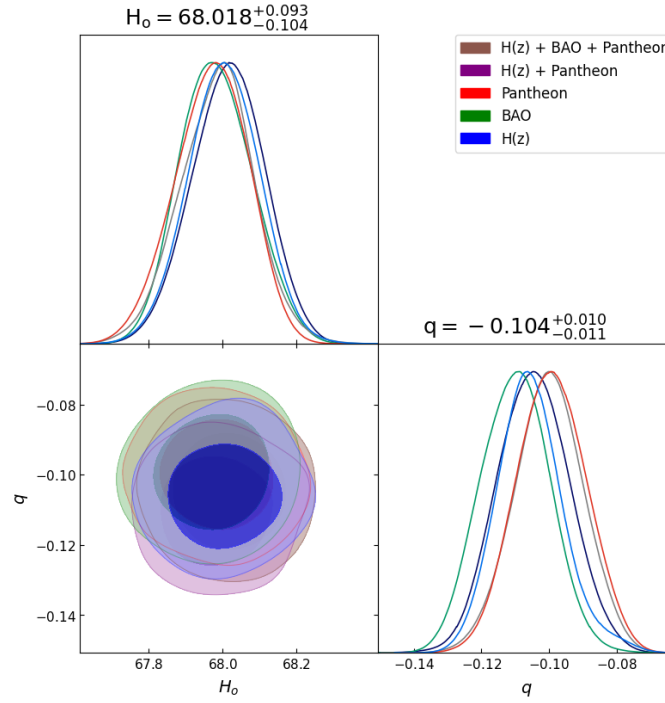 H₀ = 68.018⁺⁰·⁰⁹³₋₀.₁₀₄
H(z) + BAO + Pantheon
H(z) + Pantheon
Pantheon
BAO
H(z)
q = −0.104⁺⁰·⁰¹⁰₋₀.₀₁₁
−0.08
−0.10
−0.12
−0.14
q
67.8 68.0 68.2
H₀
−0.14 −0.12 −0.10 −0.08
q